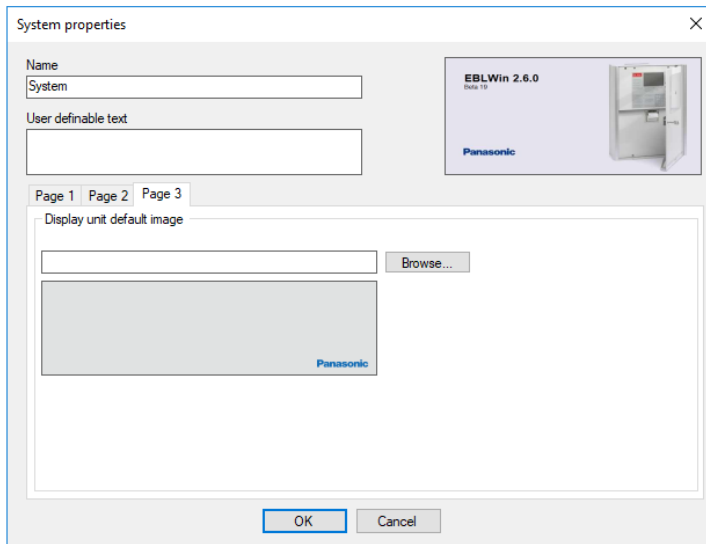 System properties
Name
System
EBLWin 2.6.0
Beta 19
User definable text
Panasonic
Page 1 Page 2 Page 3
Display unit default image
Browse...
Panasonic
OK Cancel